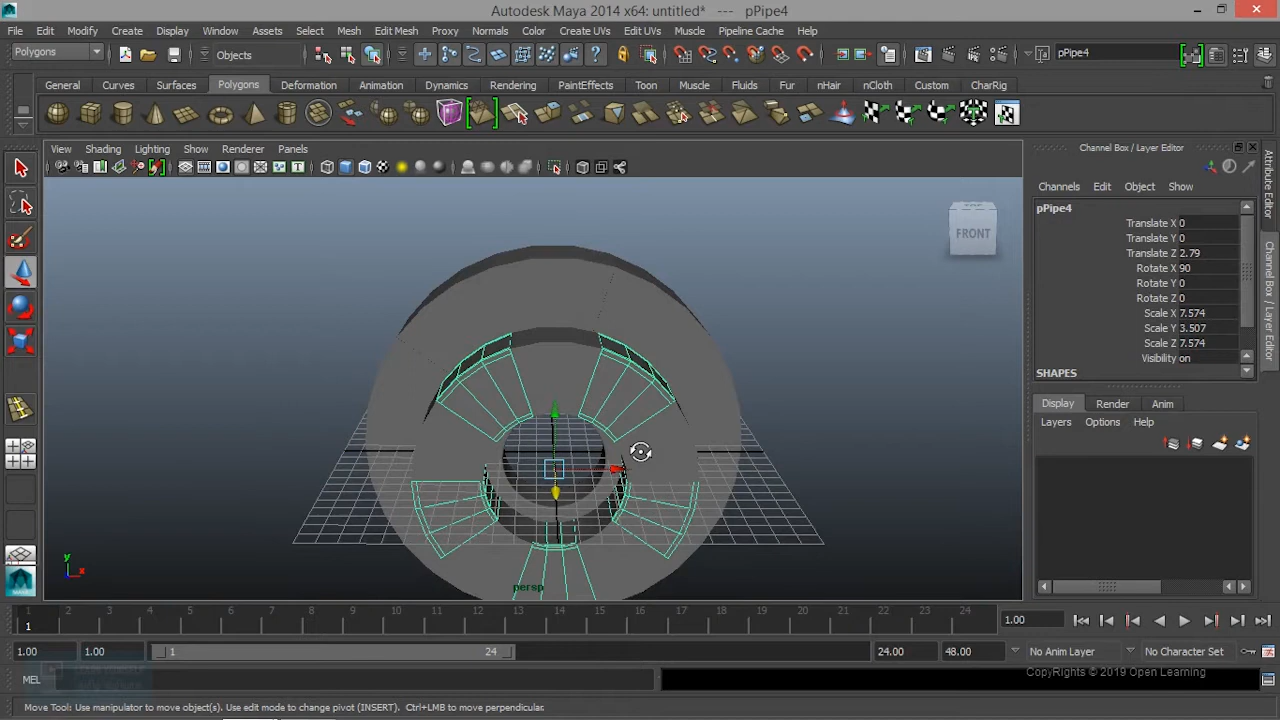 Autodesk Maya 2014 x64: untitled* --- pPipe4
File Edit Modify Create Display Window Assets Select Mesh Edit Mesh Proxy Normals Color Create UVs Edit UVs Muscle Pipeline Cache Help
Polygons Objects pPipe4
General Curves Surfaces Polygons Deformation Animation Dynamics Rendering PaintEffects Toon Muscle Fluids Fur nHair nCloth Custom CharRig
View Shading Lighting Show Renderer Panels
Channel Box / Layer Editor
Channels Edit Object Show
pPipe4
Translate X 0
Translate Y 0
Translate Z 2.79
Rotate X 90
Rotate Y 0
Rotate Z 0
Scale X 7.574
Scale Y 3.507
Scale Z 7.574
Visibility on
SHAPES
Display Render Anim
Layers Options Help
Attribute Editor
Channel Box / Layer Editor
FRONT
y
x
z
persp
1 2 3 4 5 6 7 8 9 10 11 12 13 14 15 16 17 18 19 20 21 22 23 24
1
1.00
1.00 1.00 1 24 24.00 48.00 No Anim Layer No Character Set
MEL
CopyRights © 2019 Open Learning
Move Tool: Use manipulator to move object(s). Use edit mode to change pivot (INSERT). Ctrl+LMB to move perpendicular.